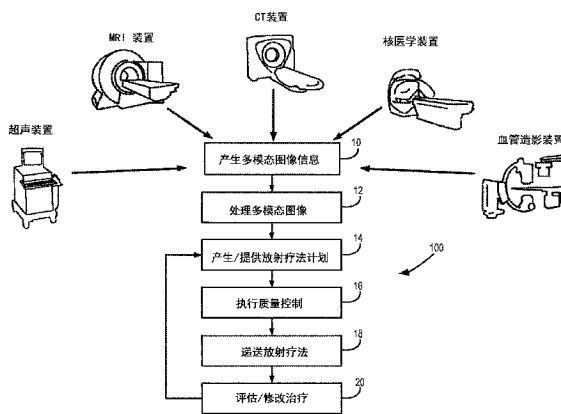 CT装置
MRI 装置
核医学装置
超声装置
血管造影装置
产生多模态图像信息
10
处理多模态图像
12
产生/提供放射疗法计划
14
100
执行质量控制
16
递送放射疗法
18
评估/修改治疗
20